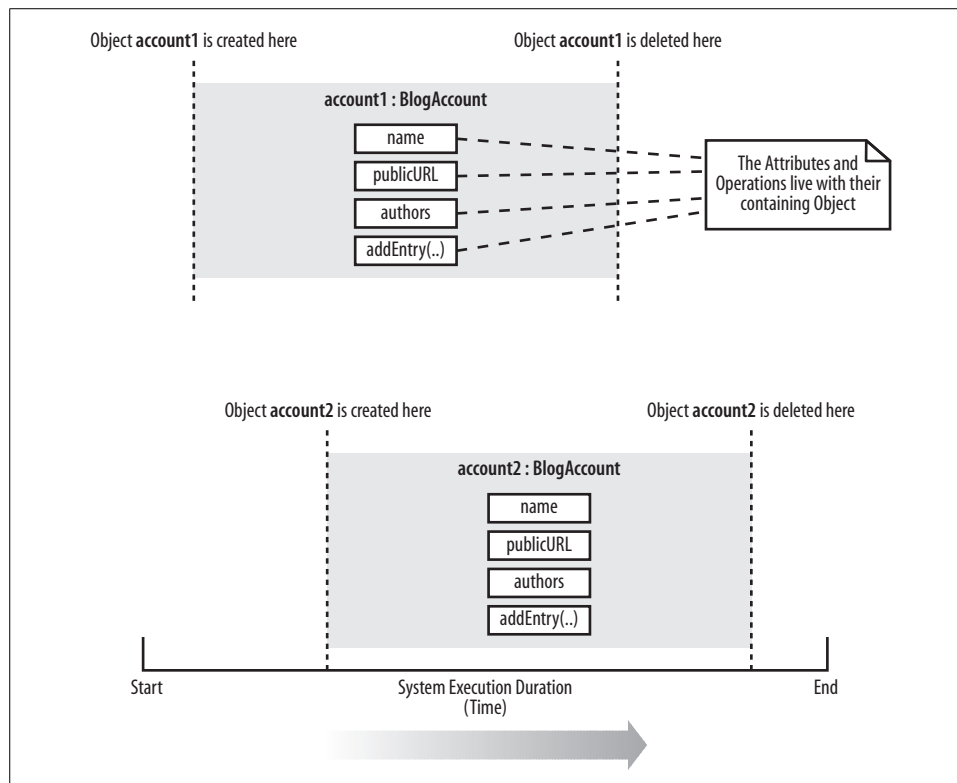 Object account1 is created here
Object account1 is deleted here
account1 : BlogAccount
name
publicURL
authors
addEntry(..)
The Attributes and
Operations live with their
containing Object
Object account2 is created here
Object account2 is deleted here
account2 : BlogAccount
name
publicURL
authors
addEntry(..)
Start
System Execution Duration
(Time)
End